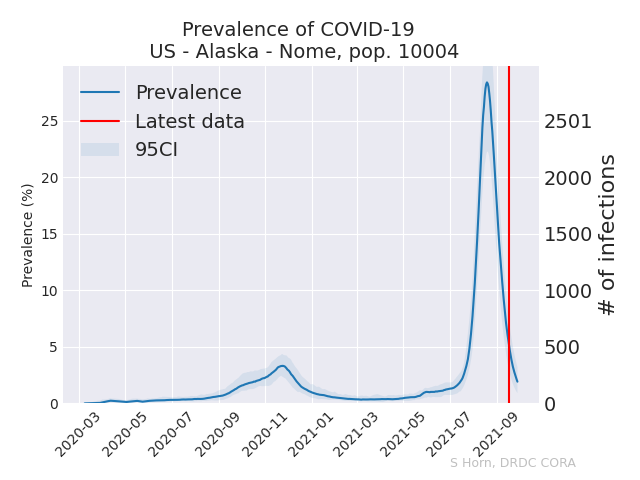 Prevalence of COVID-19
US - Alaska - Nome, pop. 10004
Prevalence
Latest data
95CI
Prevalence (%)
25
20
15
10
5
0
2501
2000
1500
1000
500
0
# of infections
2020-03
2020-05
2020-07
2020-09
2020-11
2021-01
2021-03
2021-05
2021-07
2021-09
S Horn, DRDC CORA